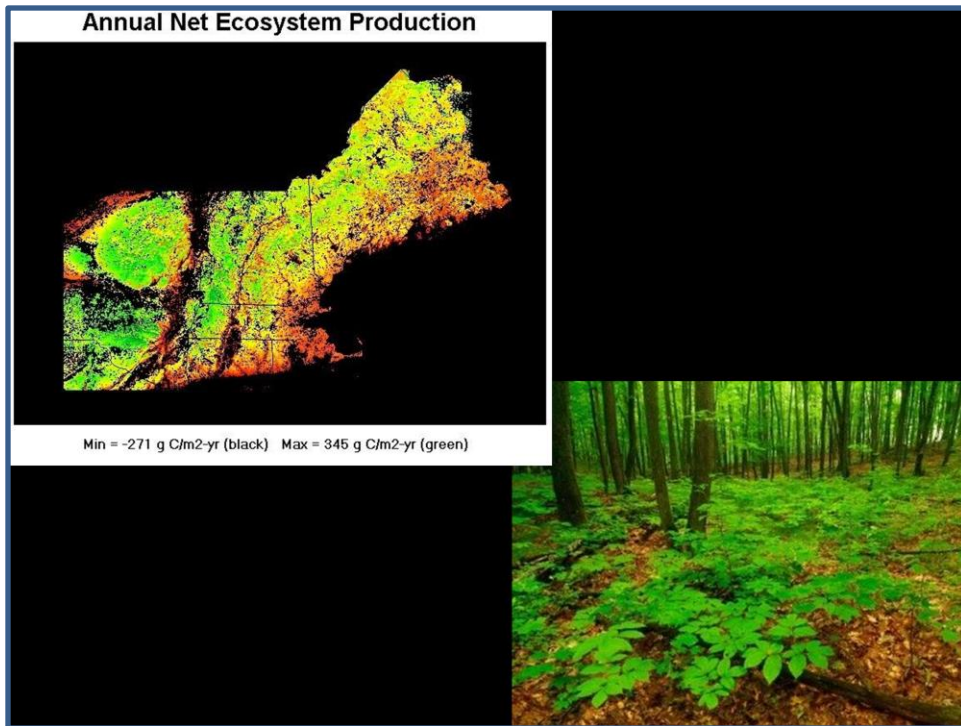 Annual Net Ecosystem Production
Min = -271 g C/m2-yr (black) Max = 345 g C/m2-yr (green)